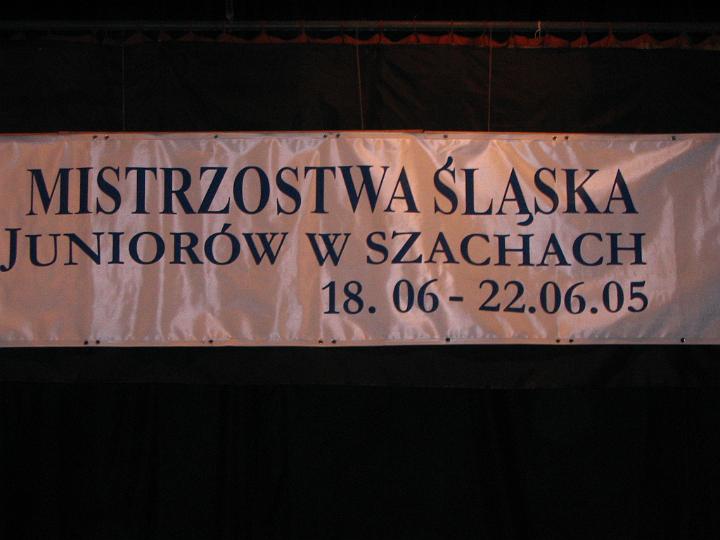 MISTRZOSTWA ŚLĄSKA
JUNIORÓW W SZACHACH
18. 06 - 22.06.05